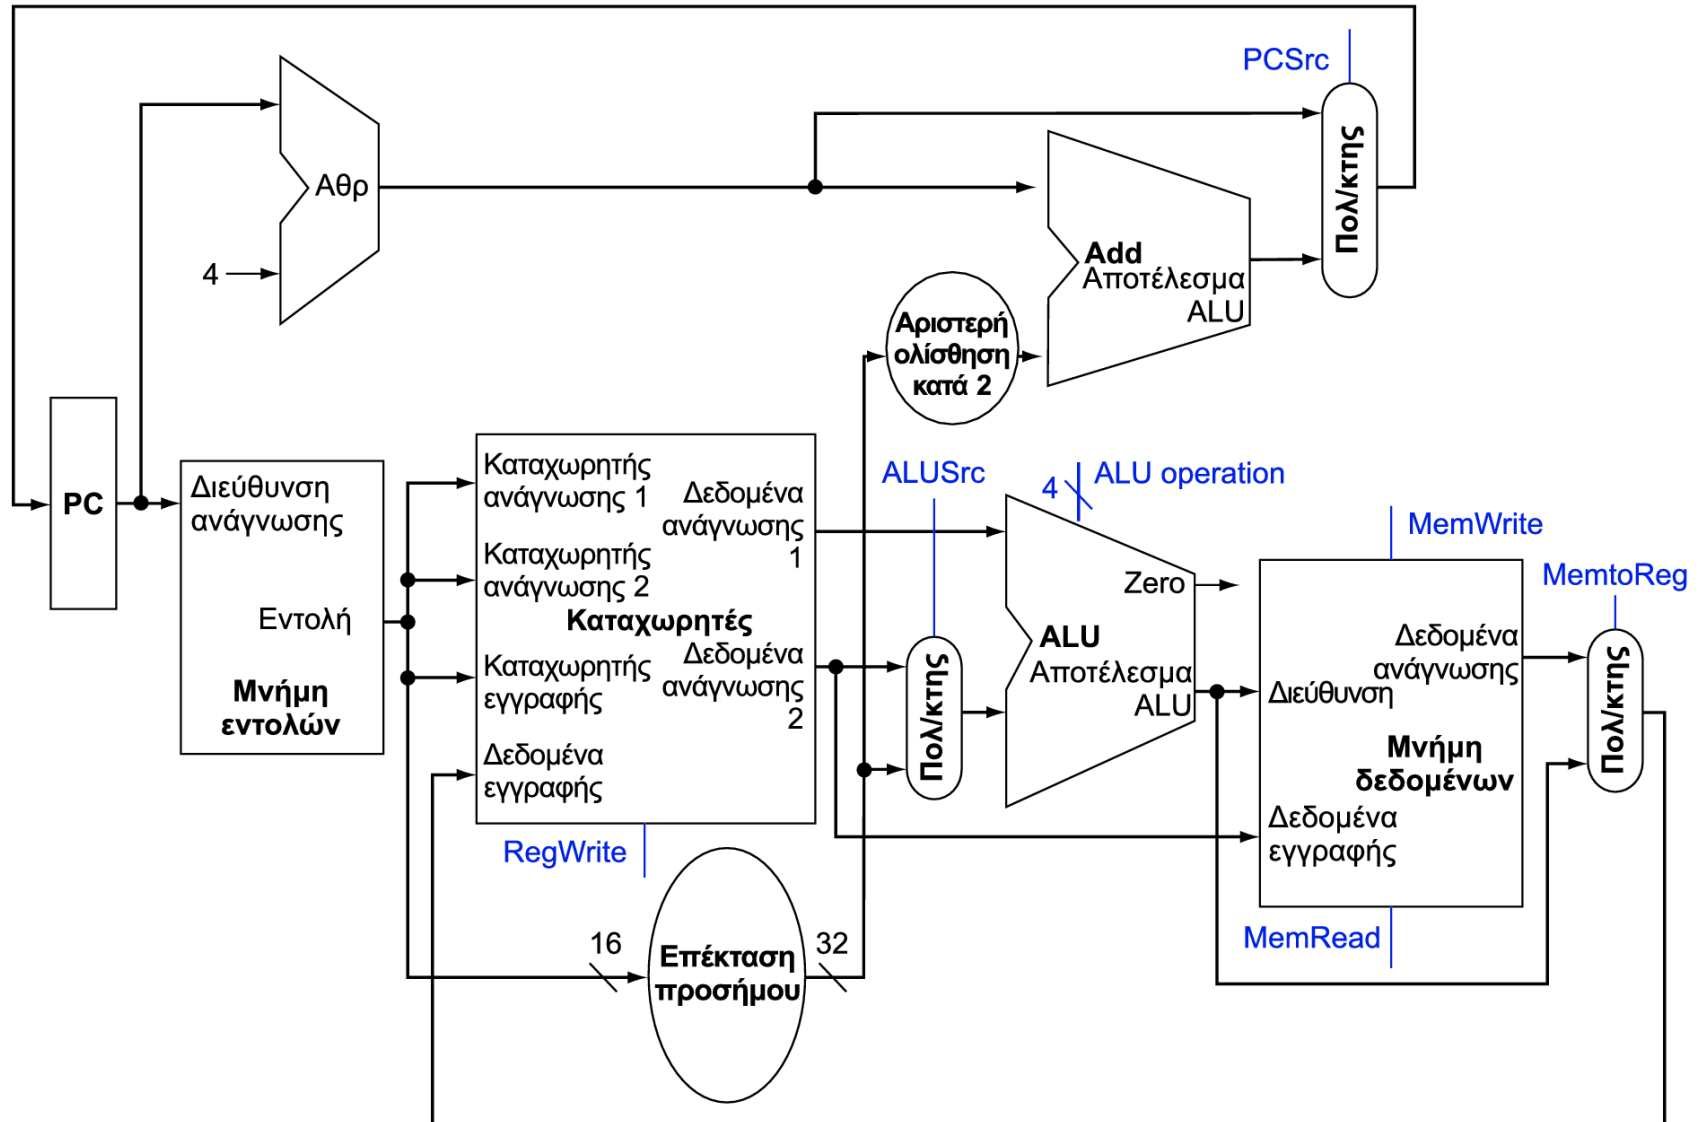 PCSrc
Πολ/κτης
Αθρ
4
Add
Αποτέλεσμα
ALU
Αριστερή
ολίσθηση
κατά 2
PC
Διεύθυνση
ανάγνωσης
Εντολή
Μνήμη
εντολών
Καταχωρητής
ανάγνωσης 1
Καταχωρητής
ανάγνωσης 2
Καταχωρητές
Καταχωρητής
εγγραφής
Δεδομένα
εγγραφής
Δεδομένα
ανάγνωσης
1
Δεδομένα
ανάγνωσης
2
RegWrite
16
Επέκταση
προσήμου
32
ALUSrc
Πολ/κτης
4
ALU operation
Zero
ALU
Αποτέλεσμα
ALU
MemWrite
Δεδομένα
ανάγνωσης
Διεύθυνση
Μνήμη
δεδομένων
Δεδομένα
εγγραφής
MemRead
MemtoReg
Πολ/κτης